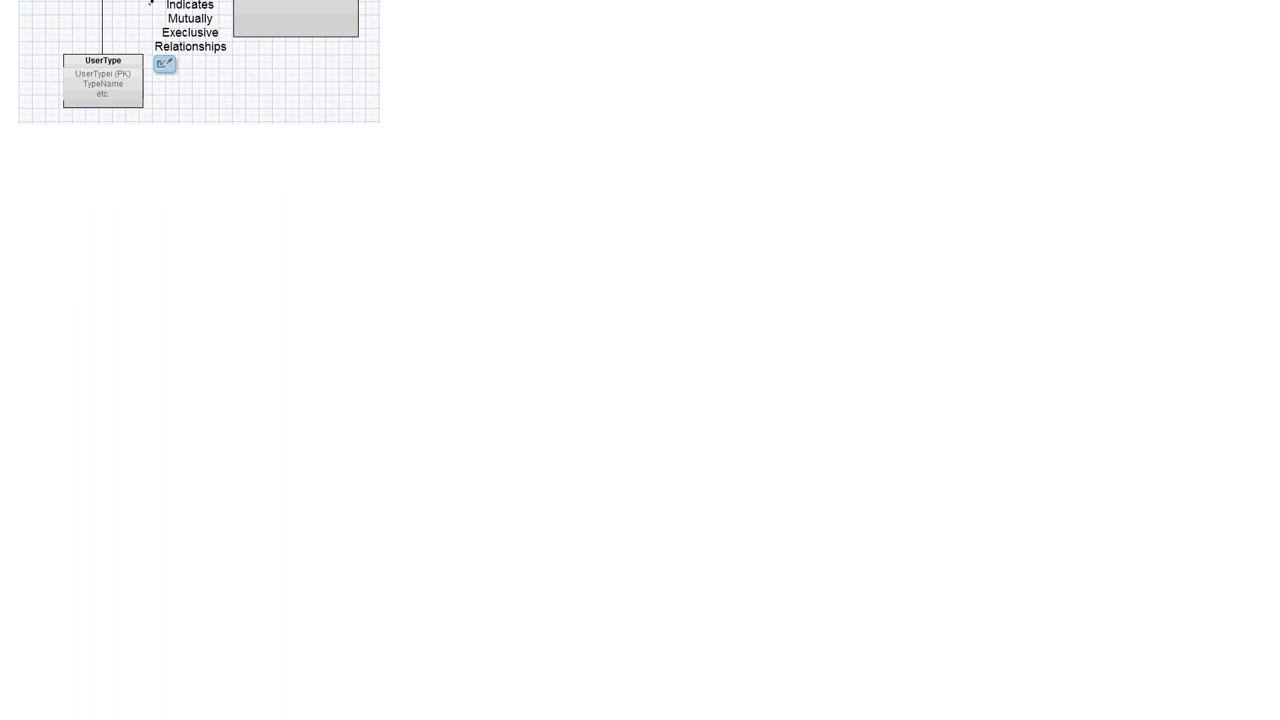 Indicates
Mutually
Execlusive
Relationships
UserType
UserTypei (PK)
TypeName
etc.